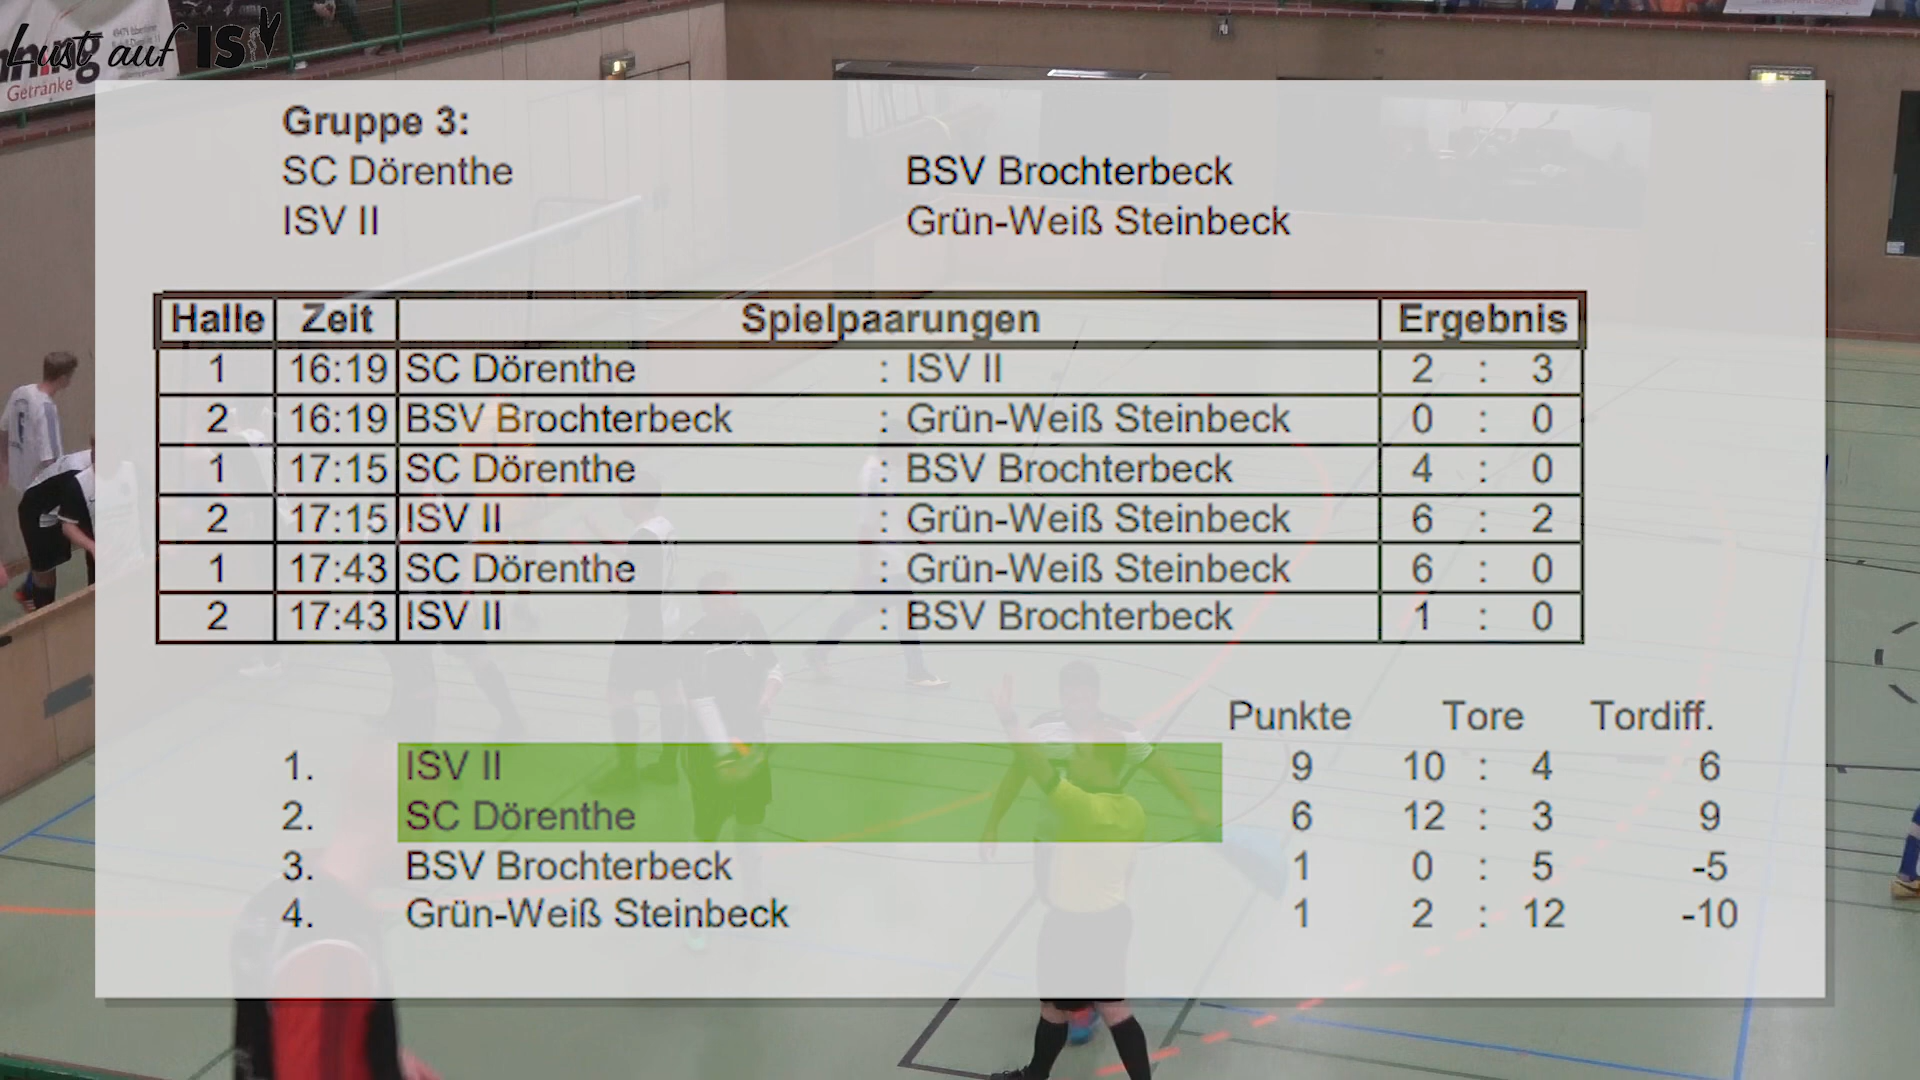 Lust auf ISV
Getränke
Gruppe 3:
SC Dörenthe BSV Brochterbeck
ISV II Grün-Weiß Steinbeck
Halle Zeit Spielpaarungen Ergebnis
1 16:19 SC Dörenthe : ISV II 2 : 3
2 16:19 BSV Brochterbeck : Grün-Weiß Steinbeck 0 : 0
1 17:15 SC Dörenthe : BSV Brochterbeck 4 : 0
2 17:15 ISV II : Grün-Weiß Steinbeck 6 : 2
1 17:43 SC Dörenthe : Grün-Weiß Steinbeck 6 : 0
2 17:43 ISV II : BSV Brochterbeck 1 : 0
Punkte Tore Tordiff.
1. ISV II 9 10 : 4 6
2. SC Dörenthe 6 12 : 3 9
3. BSV Brochterbeck 1 0 : 5 -5
4. Grün-Weiß Steinbeck 1 2 : 12 -10